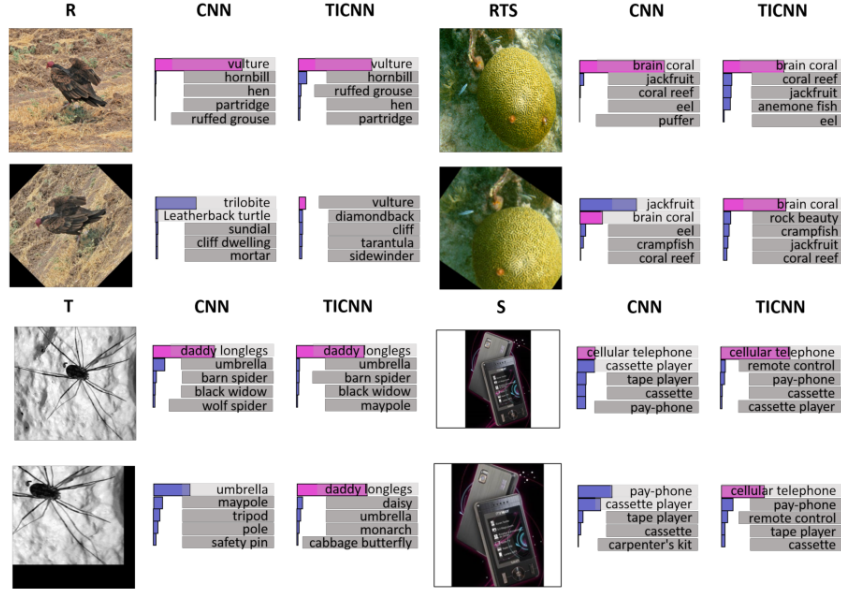 R CNN TICNN RTS CNN TICNN
vulture
hornbill
hen
partridge
ruffed grouse
vulture
hornbill
ruffed grouse
hen
partridge
brain coral
jackfruit
coral reef
eel
puffer
brain coral
coral reef
jackfruit
anemone fish
eel
trilobite
Leatherback turtle
sundial
cliff dwelling
mortar
vulture
diamondback
cliff
tarantula
sidewinder
jackfruit
brain coral
eel
crampfish
coral reef
brain coral
rock beauty
crampfish
jackfruit
coral reef
T CNN TICNN S CNN TICNN
daddy longlegs
umbrella
barn spider
black widow
wolf spider
daddy longlegs
umbrella
barn spider
black widow
maypole
cellular telephone
cassette player
tape player
cassette
pay-phone
cellular telephone
remote control
pay-phone
cassette
cassette player
umbrella
maypole
tripod
pole
safety pin
daddy longlegs
daisy
umbrella
monarch
cabbage butterfly
pay-phone
cassette player
tape player
cassette
carpenter's kit
cellular telephone
pay-phone
remote control
tape player
cassette